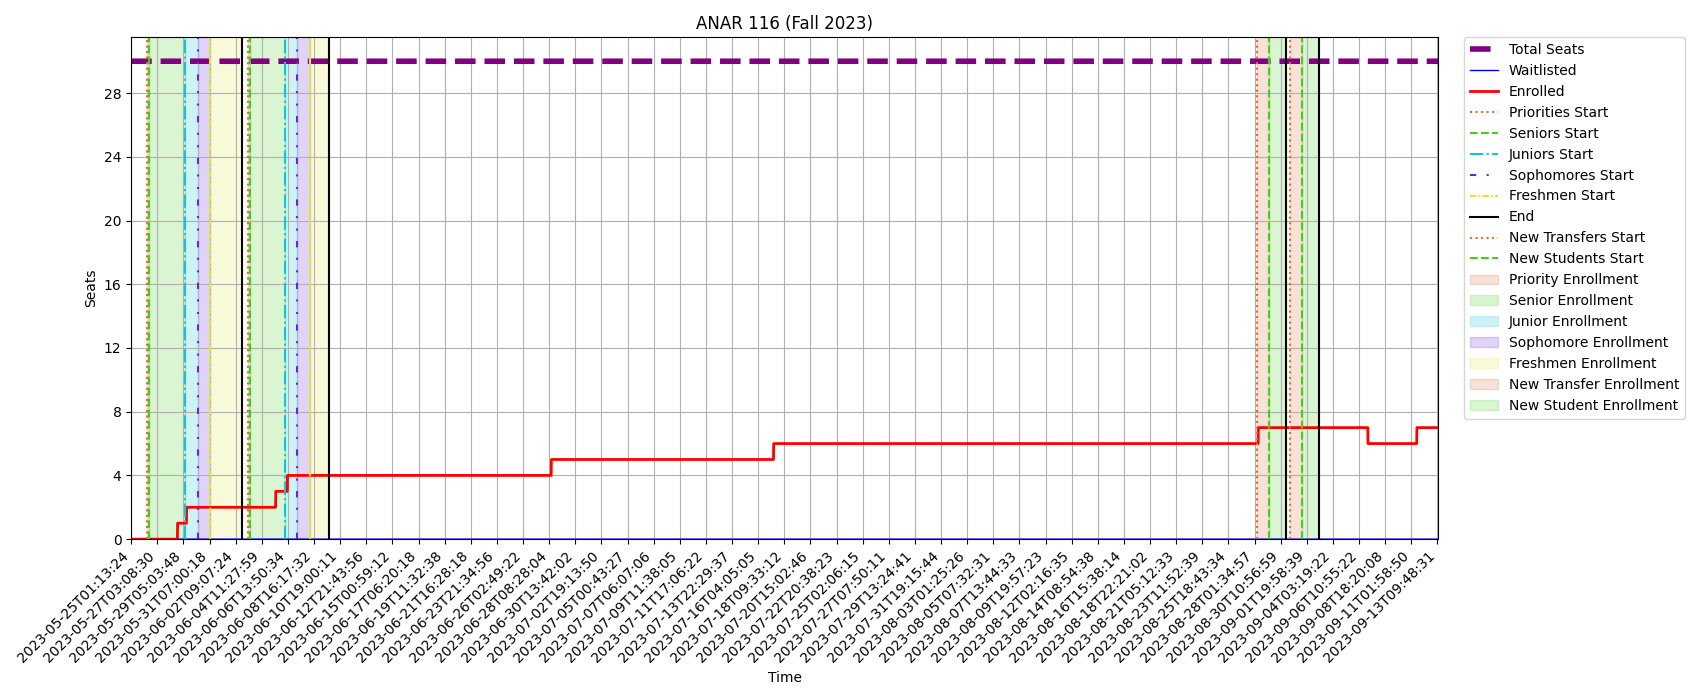 ANAR 116 (Fall 2023)
Seats
28
24
20
16
12
8
4
0
2023-05-25T01:13:24
2023-05-27T03:08:30
2023-05-29T05:03:48
2023-05-31T07:00:18
2023-06-02T09:07:24
2023-06-04T11:27:59
2023-06-06T13:50:34
2023-06-08T16:17:32
2023-06-10T19:00:11
2023-06-12T21:43:56
2023-06-15T00:59:12
2023-06-17T06:20:18
2023-06-19T11:32:38
2023-06-21T16:28:18
2023-06-23T21:34:56
2023-06-26T02:49:22
2023-06-28T08:28:04
2023-06-30T13:42:02
2023-07-02T19:13:50
2023-07-05T00:43:27
2023-07-07T06:07:06
2023-07-09T11:38:05
2023-07-11T17:06:22
2023-07-13T22:29:37
2023-07-16T04:05:05
2023-07-18T09:33:12
2023-07-20T15:02:46
2023-07-22T20:38:23
2023-07-25T02:06:15
2023-07-27T07:50:11
2023-07-29T13:24:41
2023-07-31T19:15:44
2023-08-03T01:25:26
2023-08-05T07:32:31
2023-08-07T13:44:33
2023-08-09T19:57:23
2023-08-12T02:16:35
2023-08-14T08:54:38
2023-08-16T15:38:14
2023-08-18T22:21:02
2023-08-21T05:12:33
2023-08-23T11:52:39
2023-08-25T18:43:34
2023-08-28T01:34:57
2023-08-30T10:56:59
2023-09-01T19:58:39
2023-09-04T03:19:22
2023-09-06T10:55:22
2023-09-08T18:20:08
2023-09-11T01:58:50
2023-09-13T09:48:31
Time
Total Seats
Waitlisted
Enrolled
Priorities Start
Seniors Start
Juniors Start
Sophomores Start
Freshmen Start
End
New Transfers Start
New Students Start
Priority Enrollment
Senior Enrollment
Junior Enrollment
Sophomore Enrollment
Freshmen Enrollment
New Transfer Enrollment
New Student Enrollment